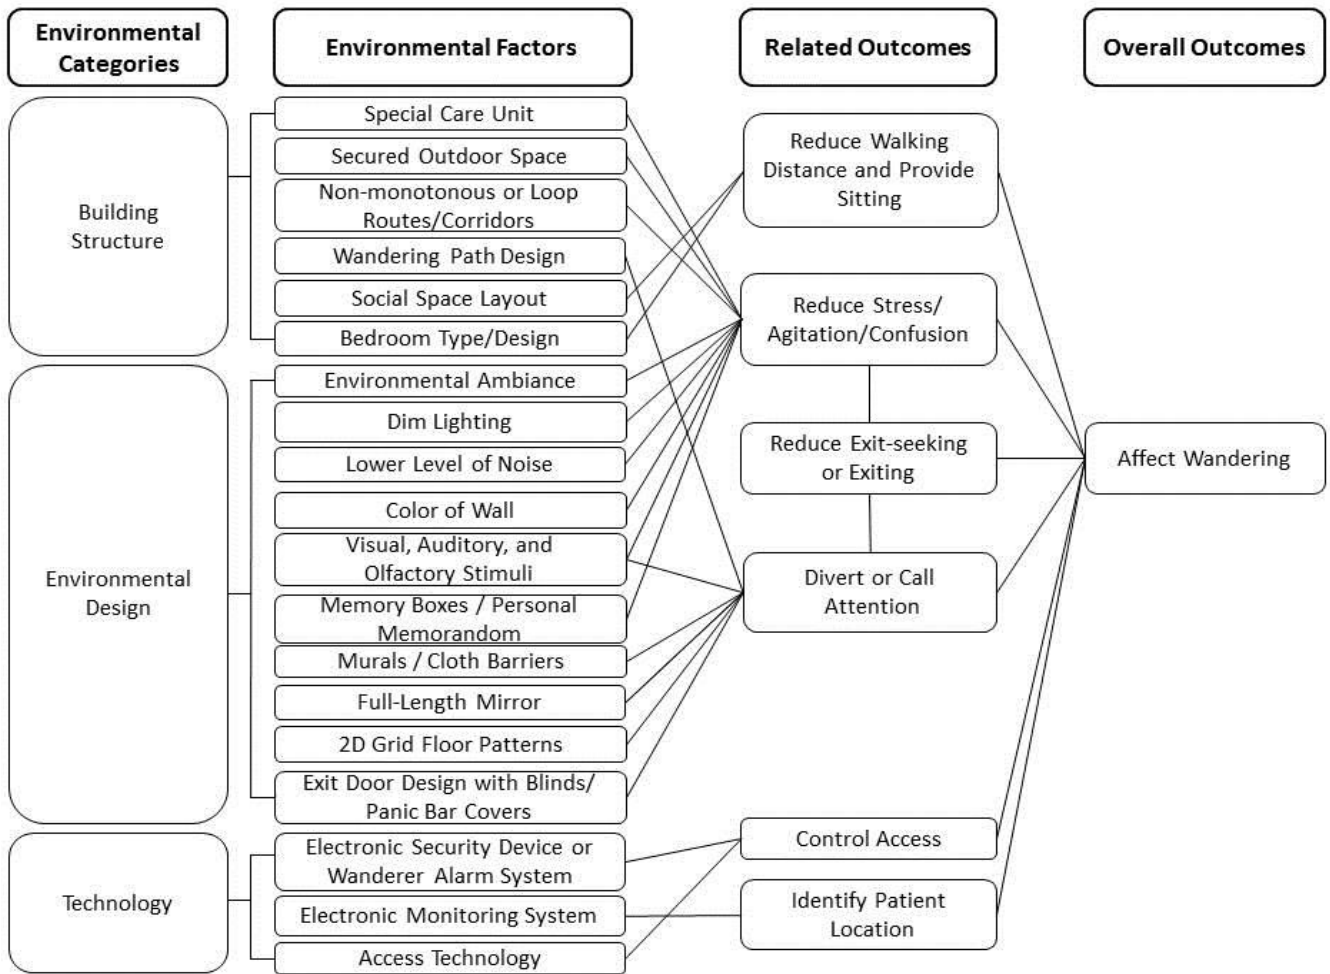 Environmental
Categories
Environmental Factors
Related Outcomes
Overall Outcomes
Building
Structure
Special Care Unit
Secured Outdoor Space
Non-monotonous or Loop
Routes/Corridors
Wandering Path Design
Social Space Layout
Bedroom Type/Design
Environmental
Design
Environmental Ambiance
Dim Lighting
Lower Level of Noise
Color of Wall
Visual, Auditory, and
Olfactory Stimuli
Memory Boxes / Personal
Memorandom
Murals / Cloth Barriers
Full-Length Mirror
2D Grid Floor Patterns
Exit Door Design with Blinds/
Panic Bar Covers
Technology
Electronic Security Device or
Wanderer Alarm System
Electronic Monitoring System
Access Technology
Reduce Walking
Distance and Provide
Sitting
Reduce Stress/
Agitation/Confusion
Reduce Exit-seeking
or Exiting
Divert or Call
Attention
Control Access
Identify Patient
Location
Affect Wandering